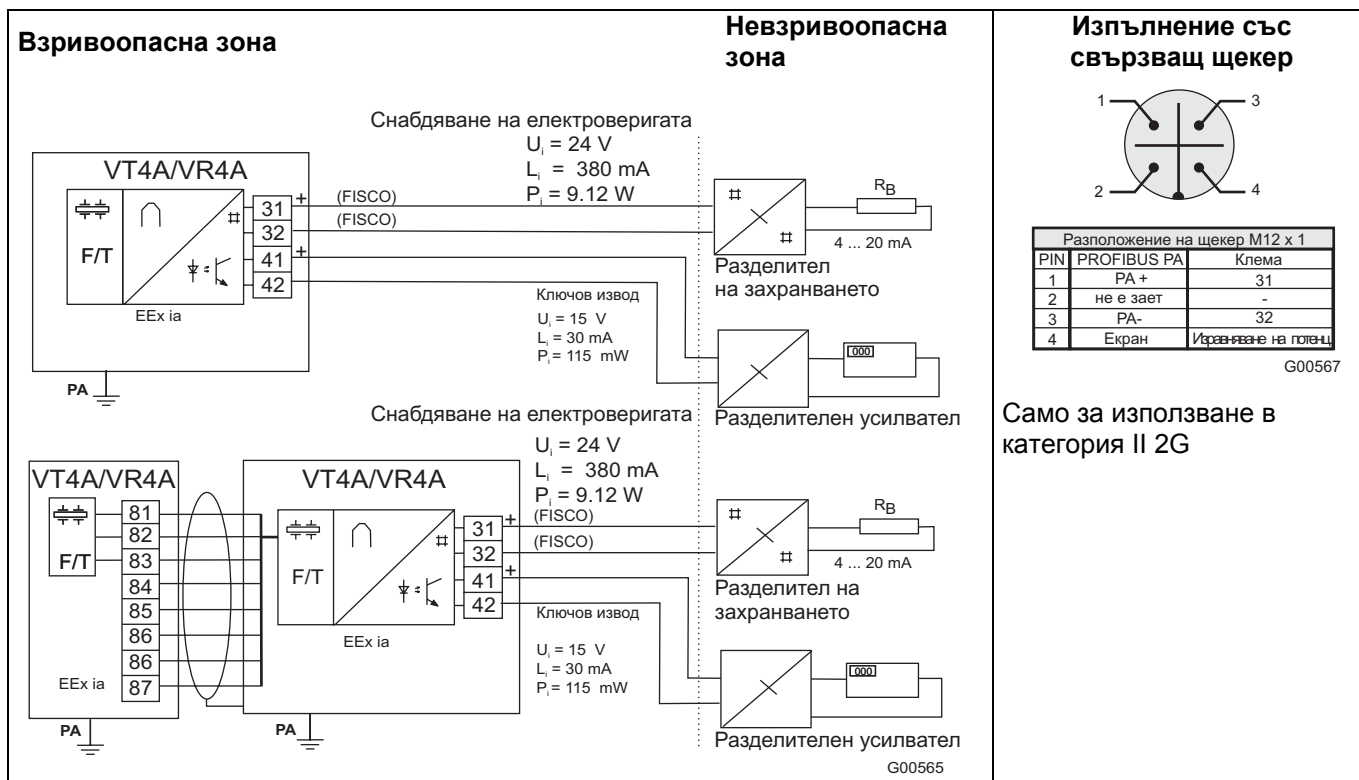 Взривоопасна зона
Невзривоопасна
зона
Снабдяване на електроверигата
Uᵢ = 24 V
Lᵢ = 380 mA
Pᵢ = 9.12 W
VT4A/VR4A
F/T
EEx ia
31 +
32
41 +
42
(FISCO)
(FISCO)
RB
4 ... 20 mA
Разделител
на захранването
Ключов извод
Uᵢ = 15 V
Lᵢ = 30 mA
Pᵢ = 115 mW
000
Разделителен усилвател
PA
Снабдяване на електроверигата
Uᵢ = 24 V
Lᵢ = 380 mA
Pᵢ = 9.12 W
VT4A/VR4A
F/T
81
82
83
84
85
86
86
87
EEx ia
PA
VT4A/VR4A
F/T
EEx ia
31 +
32
41 +
42
PA
(FISCO)
(FISCO)
RB
4 ... 20 mA
Разделител на
захранването
Ключов извод
Uᵢ = 15 V
Lᵢ = 30 mA
Pᵢ = 115 mW
000
Разделителен усилвател
G00565
Изпълнение със
свързващ щекер
1
3
2
4
Разположение на щекер M12 x 1
PIN PROFIBUS PA Клема
1 PA + 31
2 не е зает -
3 PA- 32
4 Екран Изравняване на потенц.
G00567
Само за използване в
категория II 2G